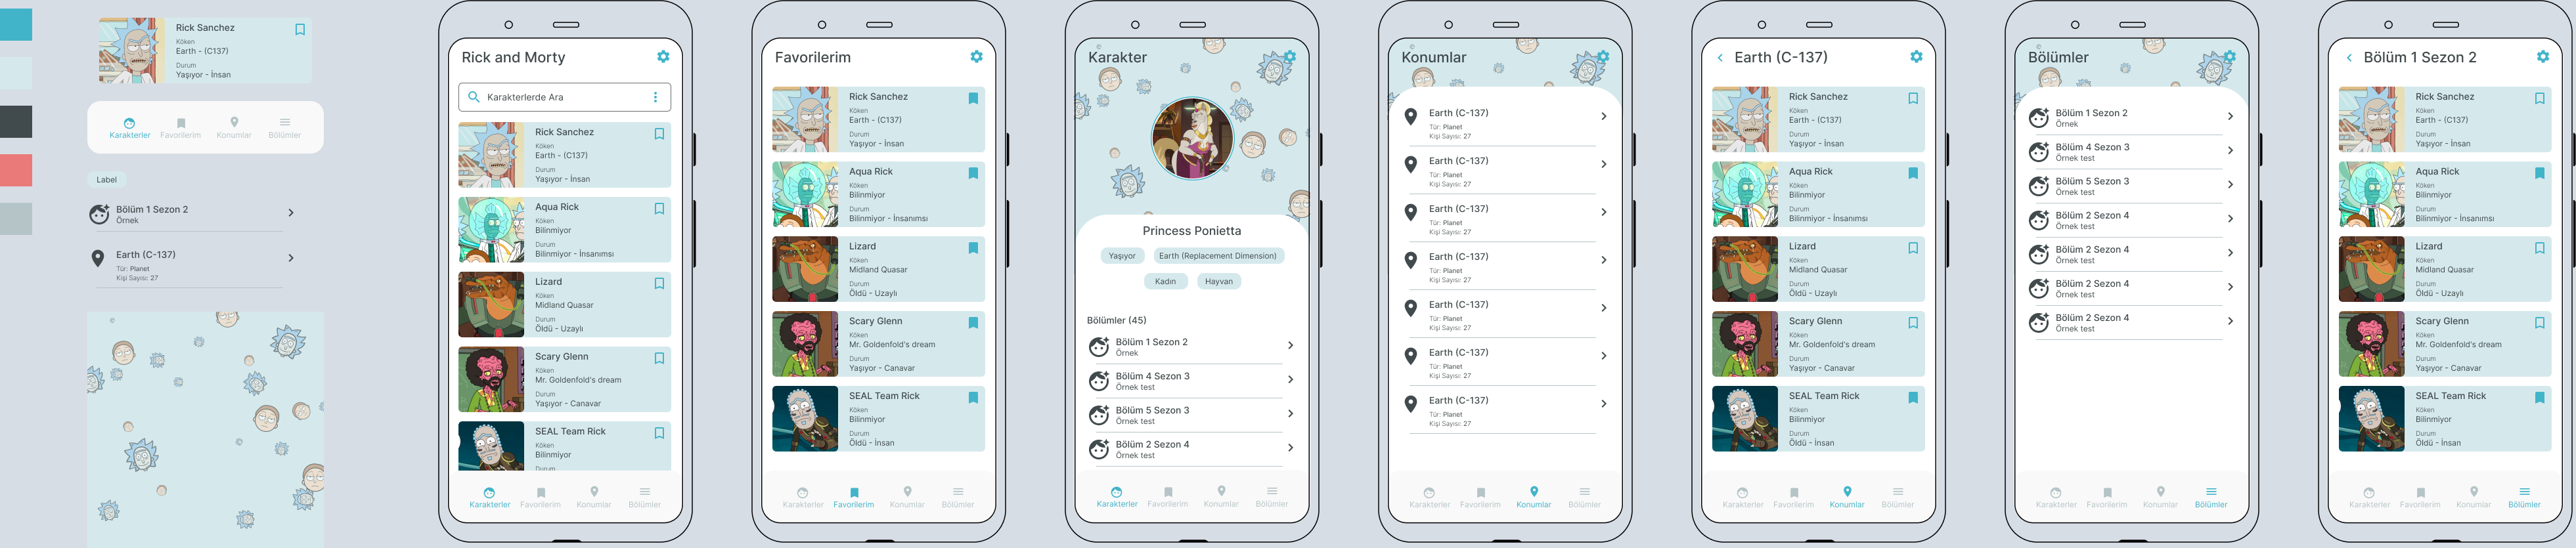 Rick Sanchez
Köken
Earth - (C137)
Durum
Yaşıyor - İnsan
Karakterler
Favorilerim
Konumlar
Bölümler
Label
Bölüm 1 Sezon 2
Örnek
Earth (C-137)
Tür: Planet
Kişi Sayısı: 27
Rick and Morty
Karakterlerde Ara
Rick Sanchez
Köken
Earth - (C137)
Durum
Yaşıyor - İnsan
Aqua Rick
Köken
Bilinmiyor
Durum
Bilinmiyor - İnsanımsı
Lizard
Köken
Midland Quasar
Durum
Öldü - Uzaylı
Scary Glenn
Köken
Mr. Goldenfold's dream
Durum
Yaşıyor - Canavar
SEAL Team Rick
Köken
Bilinmiyor
Durum
Karakterler
Favorilerim
Konumlar
Bölümler
Favorilerim
Rick Sanchez
Köken
Earth - (C137)
Durum
Yaşıyor - İnsan
Aqua Rick
Köken
Bilinmiyor
Durum
Bilinmiyor - İnsanımsı
Lizard
Köken
Midland Quasar
Durum
Öldü - Uzaylı
Scary Glenn
Köken
Mr. Goldenfold's dream
Durum
Yaşıyor - Canavar
SEAL Team Rick
Köken
Bilinmiyor
Durum
Öldü - İnsan
Karakterler
Favorilerim
Konumlar
Bölümler
Karakter
Princess Ponietta
Yaşıyor
Earth (Replacement Dimension)
Kadın
Hayvan
Bölümler (45)
Bölüm 1 Sezon 2
Örnek
Bölüm 4 Sezon 3
Örnek test
Bölüm 5 Sezon 3
Örnek test
Bölüm 2 Sezon 4
Örnek test
Karakterler
Favorilerim
Konumlar
Bölümler
Konumlar
Earth (C-137)
Tür: Planet
Kişi Sayısı: 27
Earth (C-137)
Tür: Planet
Kişi Sayısı: 27
Earth (C-137)
Tür: Planet
Kişi Sayısı: 27
Earth (C-137)
Tür: Planet
Kişi Sayısı: 27
Earth (C-137)
Tür: Planet
Kişi Sayısı: 27
Earth (C-137)
Tür: Planet
Kişi Sayısı: 27
Earth (C-137)
Tür: Planet
Kişi Sayısı: 27
Karakterler
Favorilerim
Konumlar
Bölümler
Earth (C-137)
Rick Sanchez
Köken
Earth - (C137)
Durum
Yaşıyor - İnsan
Aqua Rick
Köken
Bilinmiyor
Durum
Bilinmiyor - İnsanımsı
Lizard
Köken
Midland Quasar
Durum
Öldü - Uzaylı
Scary Glenn
Köken
Mr. Goldenfold's dream
Durum
Yaşıyor - Canavar
SEAL Team Rick
Köken
Bilinmiyor
Durum
Öldü - İnsan
Karakterler
Favorilerim
Konumlar
Bölümler
Bölümler
Bölüm 1 Sezon 2
Örnek
Bölüm 4 Sezon 3
Örnek test
Bölüm 5 Sezon 3
Örnek test
Bölüm 2 Sezon 4
Örnek test
Bölüm 2 Sezon 4
Örnek test
Bölüm 2 Sezon 4
Örnek test
Bölüm 2 Sezon 4
Örnek test
Karakterler
Favorilerim
Konumlar
Bölümler
Bölüm 1 Sezon 2
Rick Sanchez
Köken
Earth - (C137)
Durum
Yaşıyor - İnsan
Aqua Rick
Köken
Bilinmiyor
Durum
Bilinmiyor - İnsanımsı
Lizard
Köken
Midland Quasar
Durum
Öldü - Uzaylı
Scary Glenn
Köken
Mr. Goldenfold's dream
Durum
Yaşıyor - Canavar
SEAL Team Rick
Köken
Bilinmiyor
Durum
Öldü - İnsan
Karakterler
Favorilerim
Konumlar
Bölümler